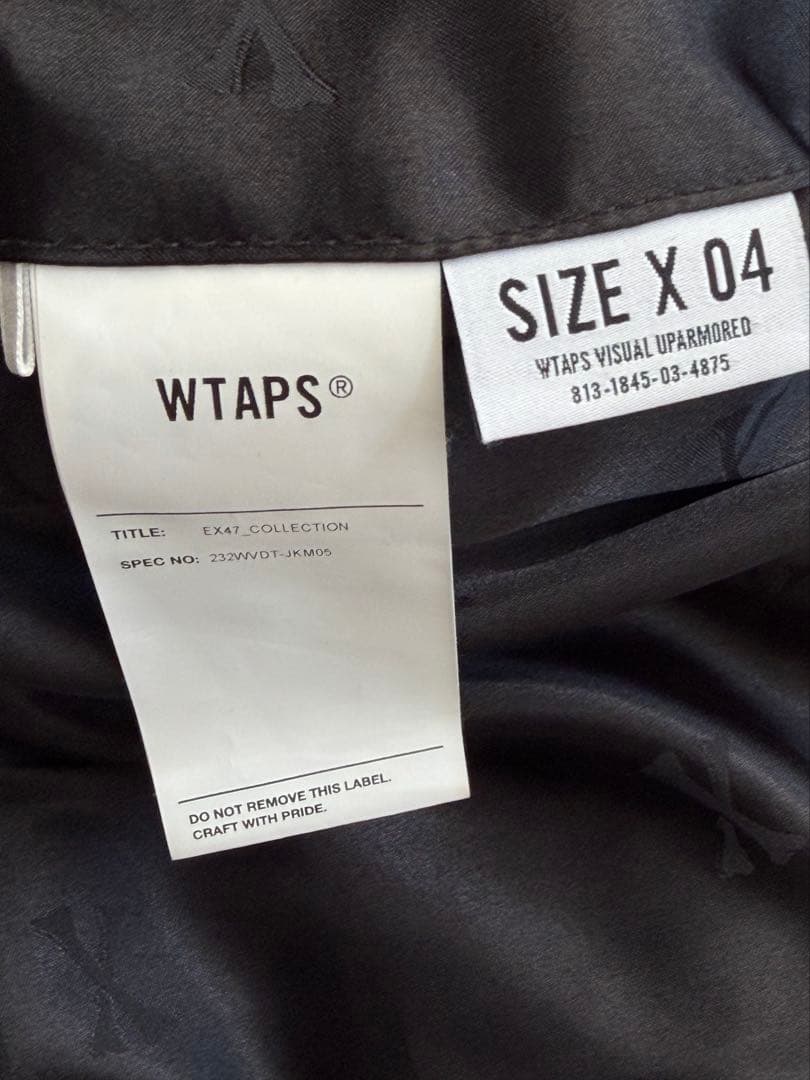 WTAPS®
TITLE: EX47_COLLECTION
SPEC NO: 232WVDT-JKM05
DO NOT REMOVE THIS LABEL.
CRAFT WITH PRIDE.
SIZE X 04
WTAPS VISUAL UPARMORED
813-1845-03-4875